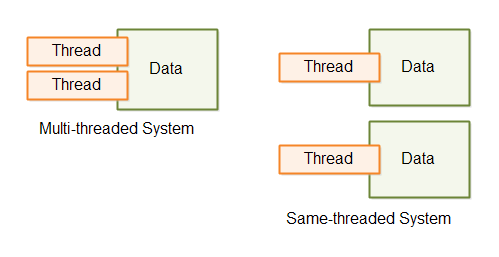 Thread
Thread
Data
Multi-threaded System
Thread
Data
Thread
Data
Same-threaded System